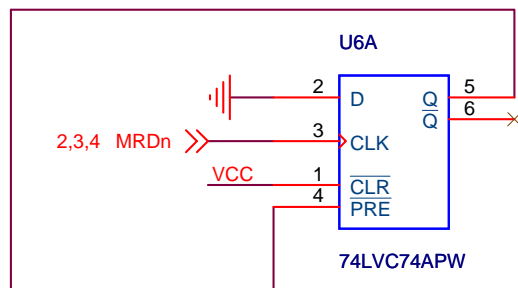 U6A
2 D Q 5
Q 6
2,3,4 MRDn 3 CLK
VCC 1 CLR
4 PRE
74LVC74APW